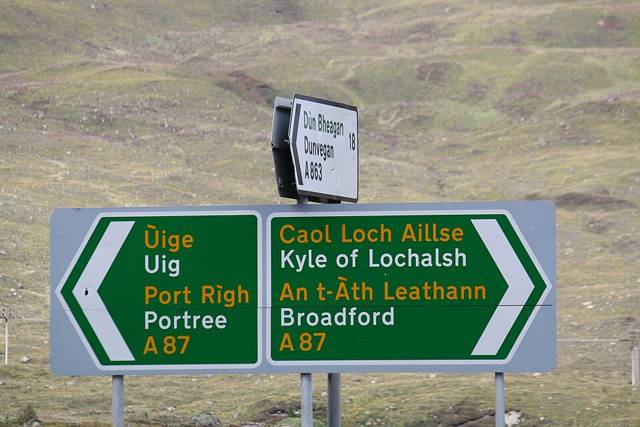 Dùn Bheagan
Dunvegan 18
A863
Ùige
Uig
Port Rìgh
Portree
A87
Caol Loch Aillse
Kyle of Lochalsh
An t-Àth Leathann
Broadford
A87